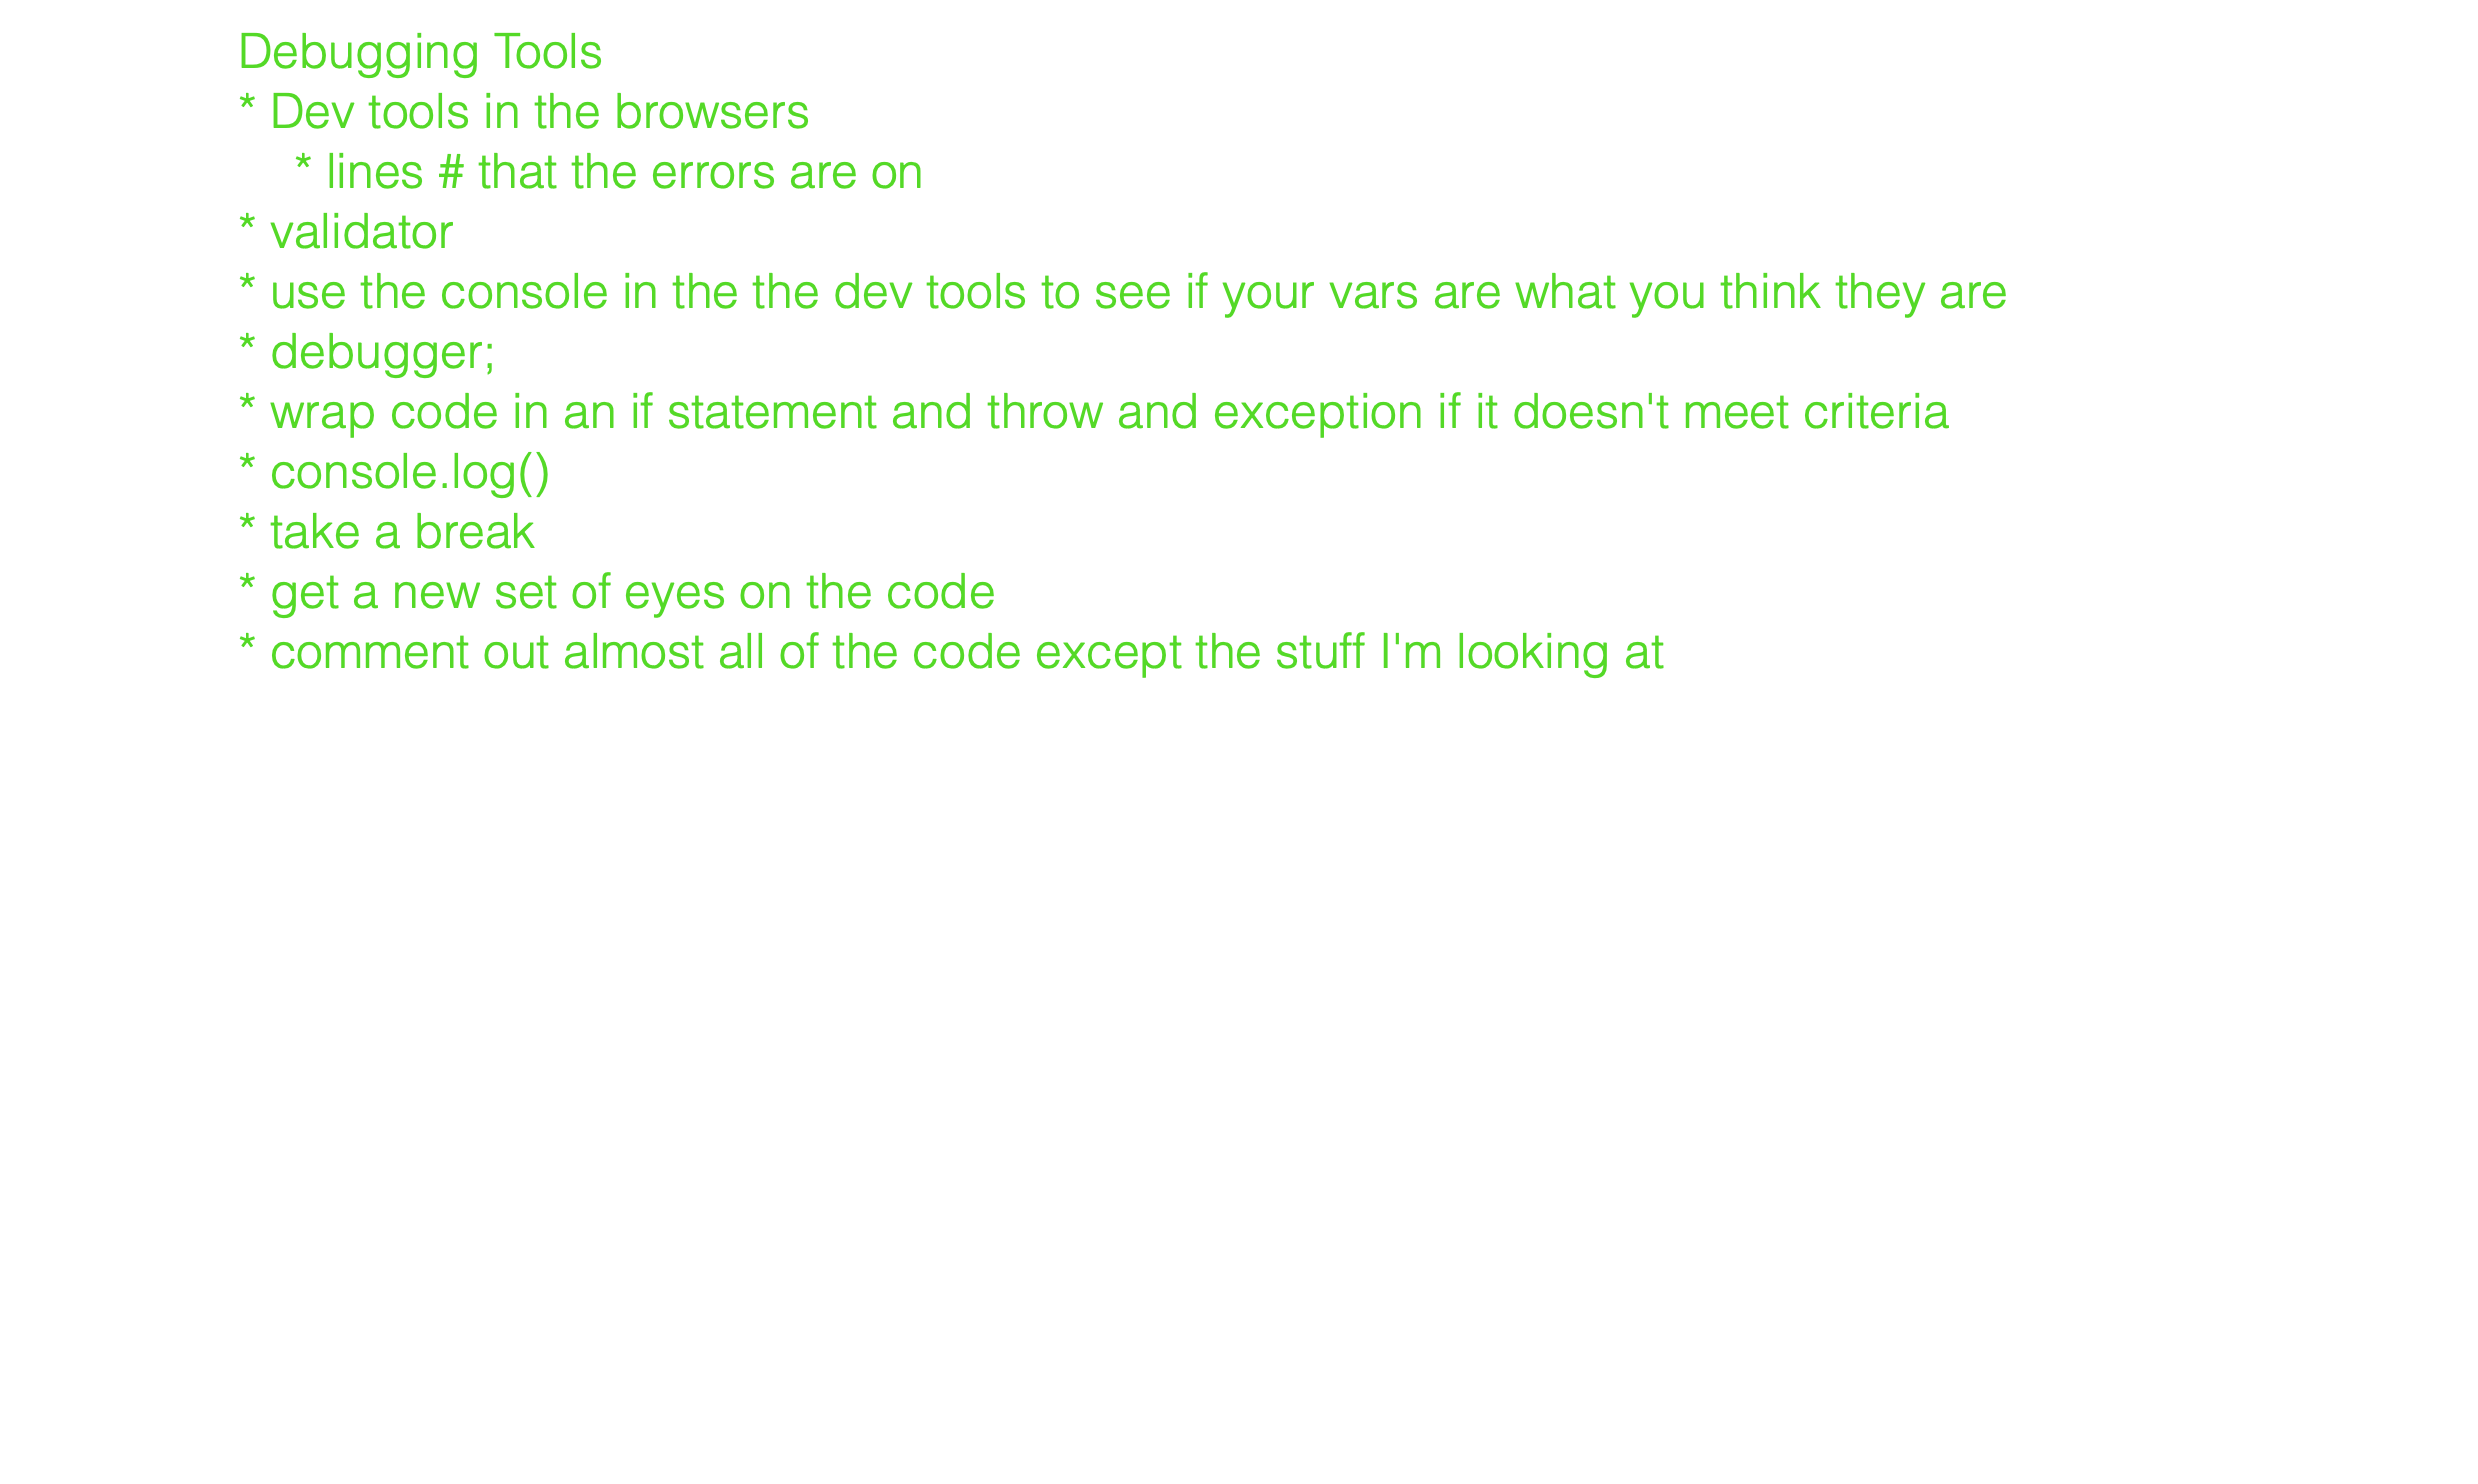 Debugging Tools
* Dev tools in the browsers
* lines # that the errors are on
* validator
* use the console in the the dev tools to see if your vars are what you think they are
* debugger;
* wrap code in an if statement and throw and exception if it doesn't meet criteria
* console.log()
* take a break
* get a new set of eyes on the code
* comment out almost all of the code except the stuff I'm looking at